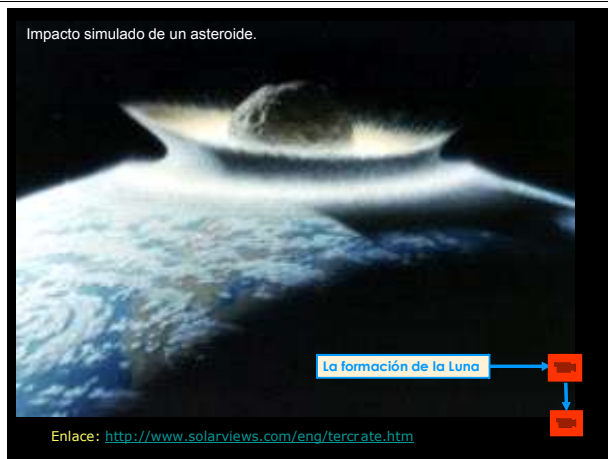 Impacto simulado de un asteroide.
La formación de la Luna
Enlace: http://www.solarviews.com/eng/tercrate.htm